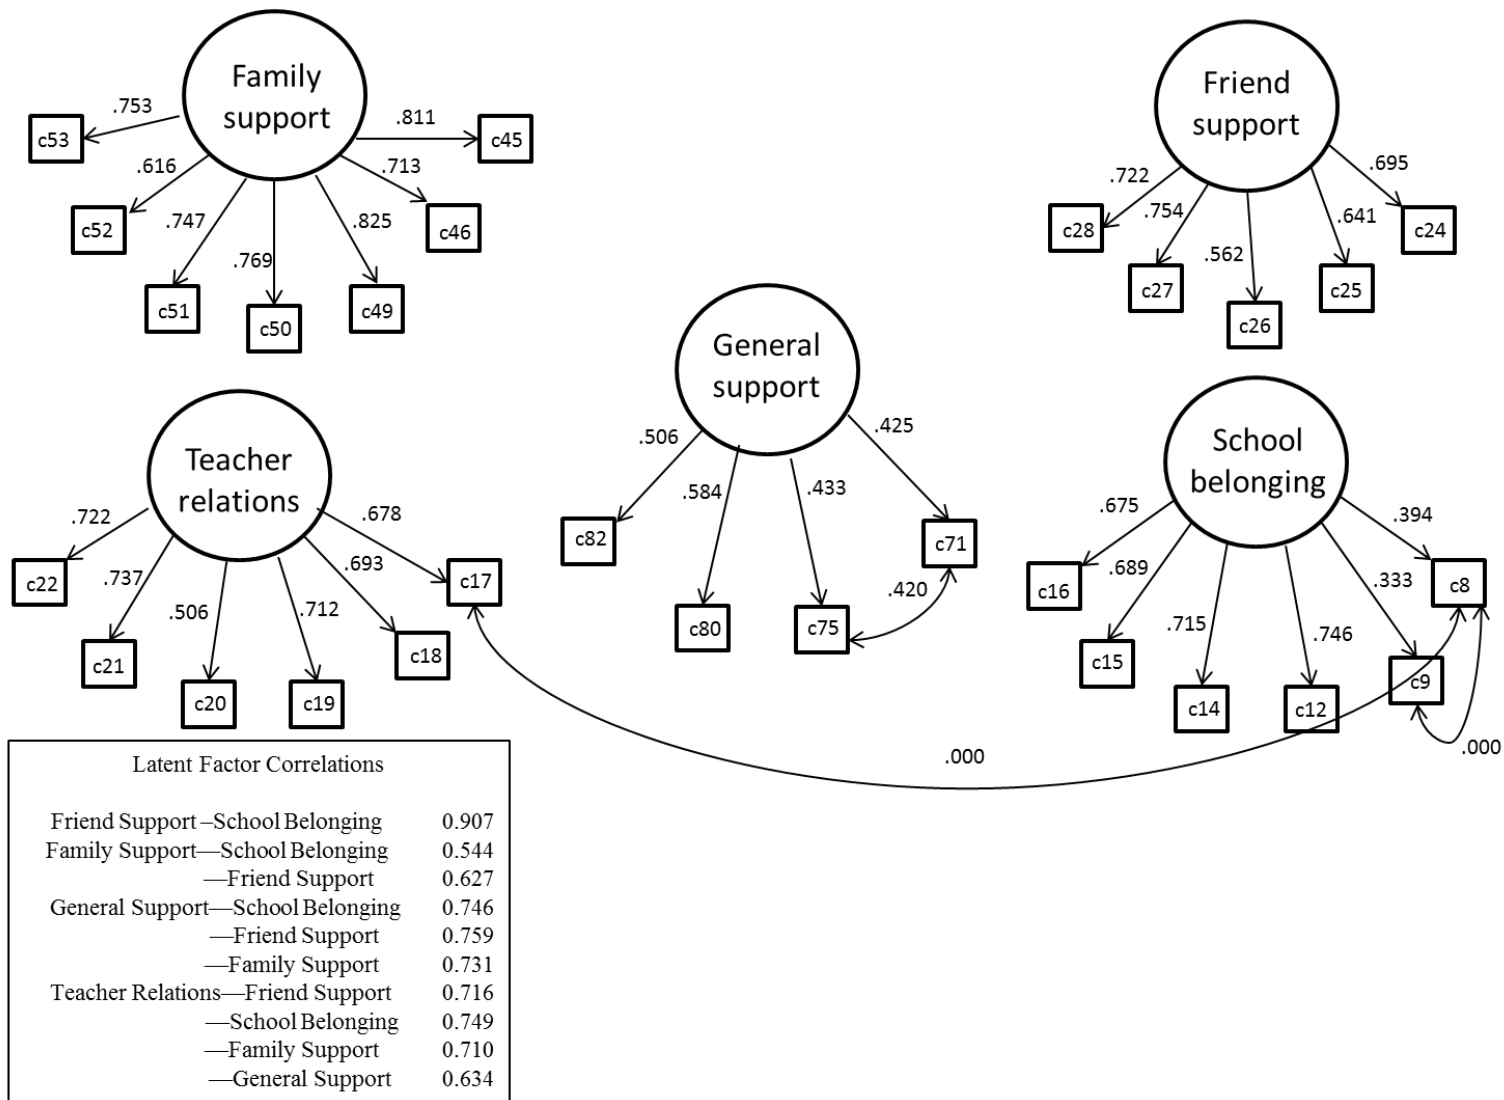 Family
support
.753
.811
c53
c45
.616
.713
c52
.747
.825
c46
.769
c51
c49
c50
Friend
support
.722
.695
.754
.641
c28
c24
.562
c27
c25
c26
General
support
.506
.425
.584
.433
c82
c71
.420
c80
c75
Teacher
relations
.722
.678
.737
.693
c22
c17
.506
.712
c21
c18
c20
c19
School
belonging
.675
.394
.689
.333
c16
c8
.715
.746
c15
c9
c14
c12
.000
.000
Latent Factor Correlations
Friend Support–School Belonging 0.907
Family Support—School Belonging 0.544
—Friend Support 0.627
General Support—School Belonging 0.746
—Friend Support 0.759
—Family Support 0.731
Teacher Relations—Friend Support 0.716
—School Belonging 0.749
—Family Support 0.710
—General Support 0.634